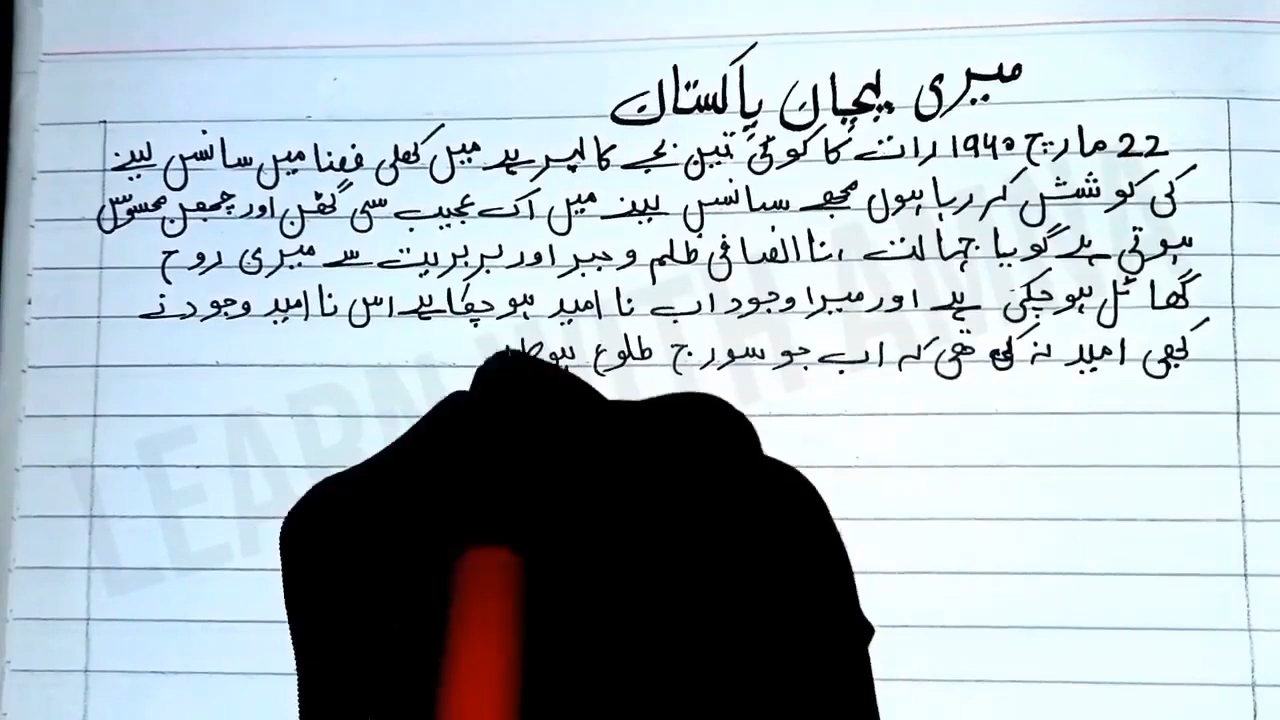 میری پہچان پاکستان
22 مارچ 1940 رات کا کوئی تین بجے کا پہر ہے میں کھلی فضا میں سانس لینے
کی کوشش کر رہا ہوں مجھے سانس لینے میں اک عجیب سی گھٹن اور چبھن محسوس
ہوتی ہے گویا جہالت ، نا انصافی ظلم و جبر اور بربریت سے میری روح
گھائل ہو چکی ہے اور میرا وجود اب نا امید ہو چکا ہے اس نا امید وجود نے
کبھی امید نہ کی تھی کہ اب جو سورج طلوع ہو
LEARN WITH